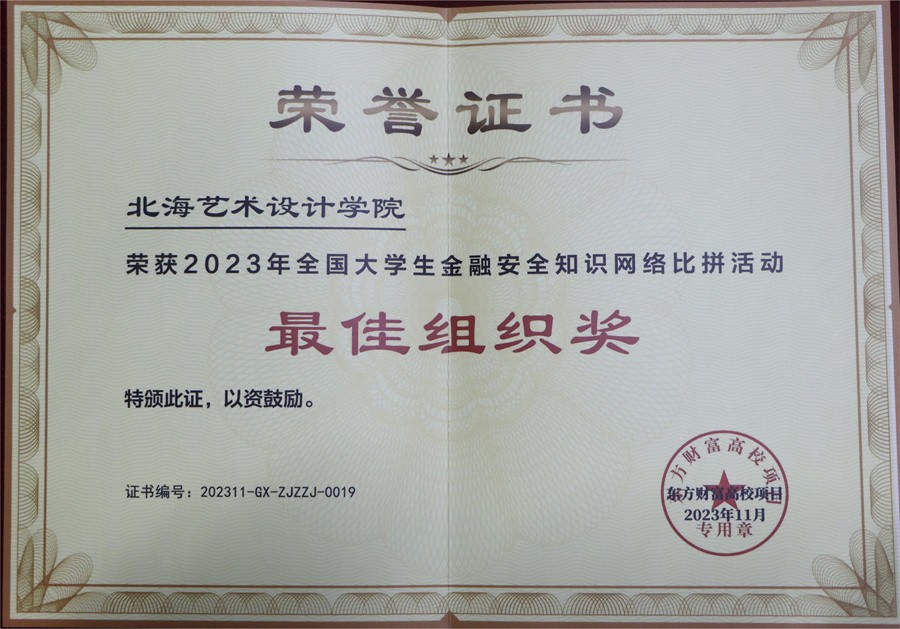 荣誉证书
北海艺术设计学院
荣获2023年全国大学生金融安全知识网络比拼活动
最佳组织奖
特颁此证，以资鼓励。
证书编号：202311-GX-ZJZZJ-0019
东方财富高校项目
东方财富高校项目
2023年11月
专用章